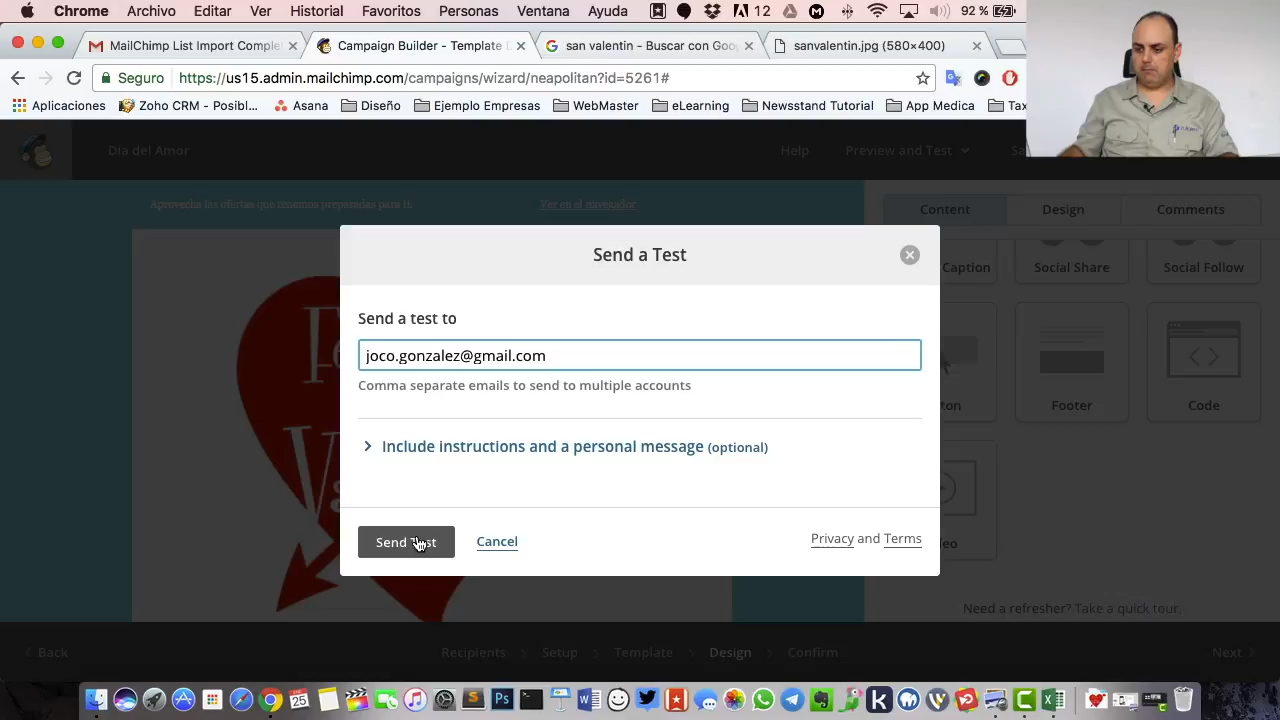 Chrome Archivo Editar Ver Historial Favoritos Personas Ventana Ayuda 12 92 %
MailChimp List Import Comple
Campaign Builder - Template D
san valentin - Buscar con Goo
sanvalentin.jpg (580×400)
Seguro https://us15.admin.mailchimp.com/campaigns/wizard/neapolitan?id=5261#
Aplicaciones Zoho CRM - Posibl... Asana Diseño Ejemplo Empresas WebMaster eLearning Newsstand Tutorial App Medica Tax
Dia del Amor Help Preview and Test
Aprovecha las ofertas que tenemos preparadas para ti. Ver en el navegador
Content Design Comments
Caption Social Share Social Follow
Footer Code
Send a Test
Send a test to
joco.gonzalez@gmail.com
Comma separate emails to send to multiple accounts
Include instructions and a personal message (optional)
Send Test Cancel Privacy and Terms
Need a refresher? Take a quick tour.
Back Recipients Setup Template Design Confirm Next
25